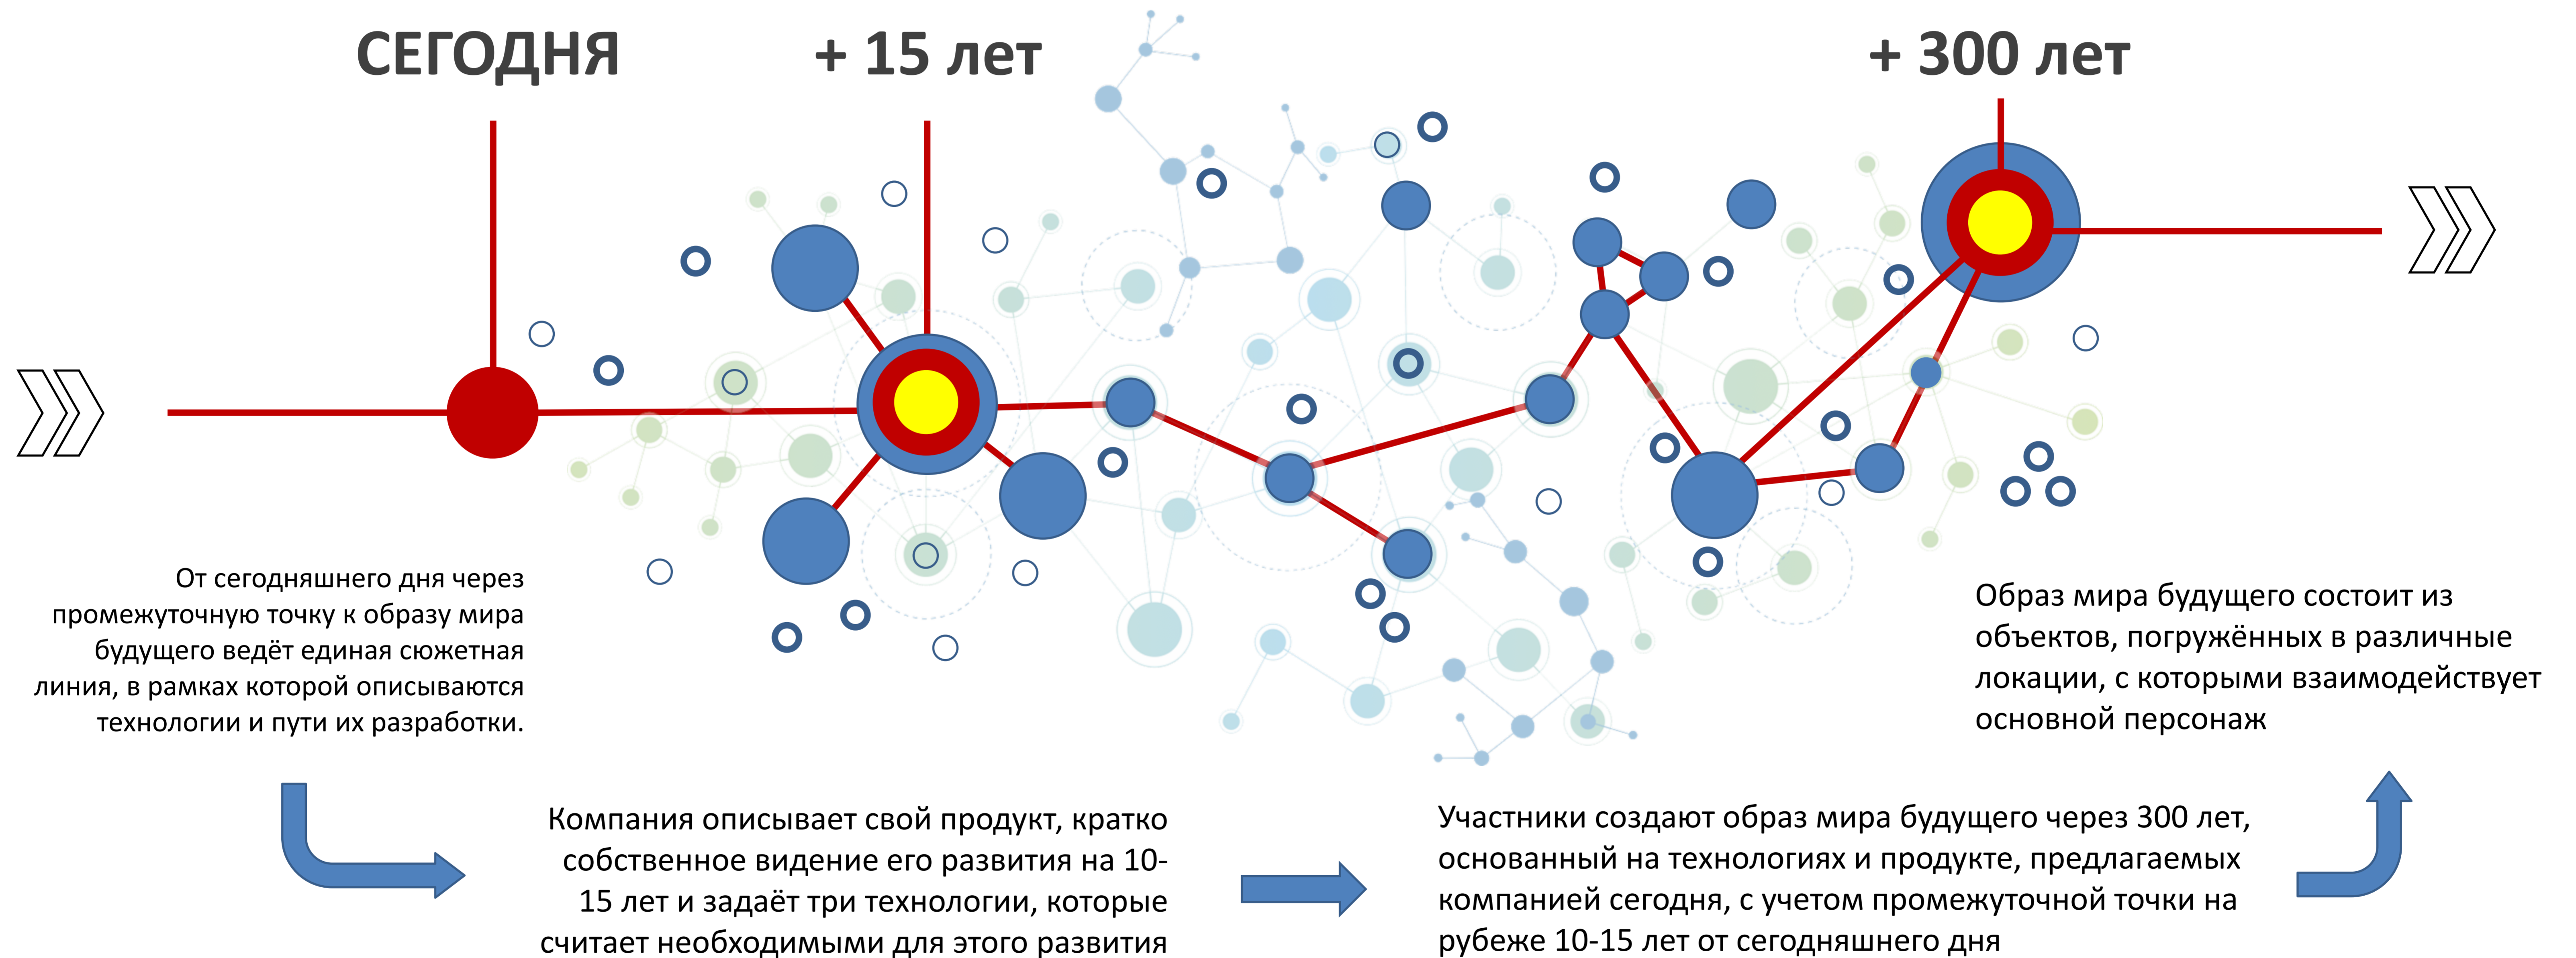 СЕГОДНЯ
+ 15 лет
+ 300 лет
От сегодняшнего дня через
промежуточную точку к образу мира
будущего ведёт единая сюжетная
линия, в рамках которой описываются
технологии и пути их разработки.
Компания описывает свой продукт, кратко
собственное видение его развития на 10-
15 лет и задаёт три технологии, которые
считает необходимыми для этого развития
Участники создают образ мира будущего через 300 лет,
основанный на технологиях и продукте, предлагаемых
компанией сегодня, с учетом промежуточной точки на
рубеже 10-15 лет от сегодняшнего дня
Образ мира будущего состоит из
объектов, погружённых в различные
локации, с которыми взаимодействует
основной персонаж